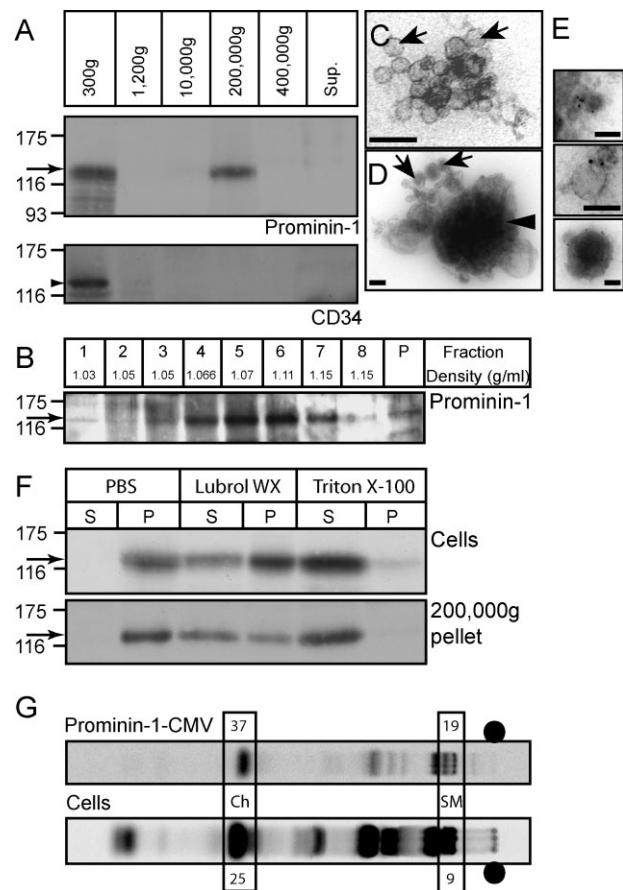 A
300g 1,200g 10,000g 200,000g 400,000g Sup.
175
116
93
Prominin-1
175
116
CD34
C
D
E
B
1 2 3 4 5 6 7 8 P Fraction
1.03 1.05 1.05 1.066 1.07 1.11 1.15 1.15 Density (g/ml)
175
116
Prominin-1
F
PBS Lubrol WX Triton X-100
S P S P S P
175
116
Cells
175
116
200,000g
pellet
G
Prominin-1-CMV 37 19
Cells Ch SM
25 9